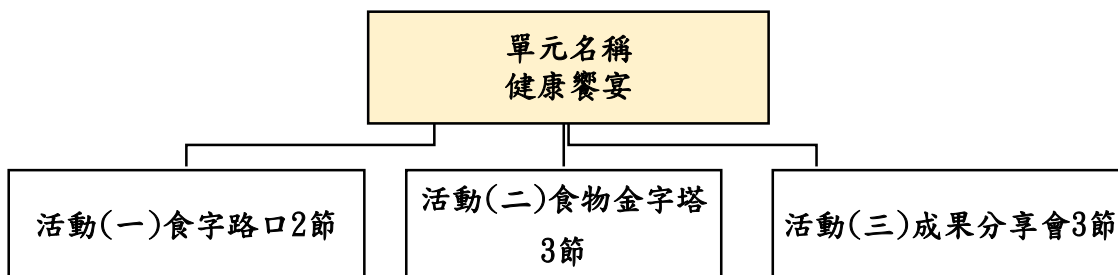 單元名稱
健康饗宴
活動(一)食字路口2節
活動(二)食物金字塔
3節
活動(三)成果分享會3節